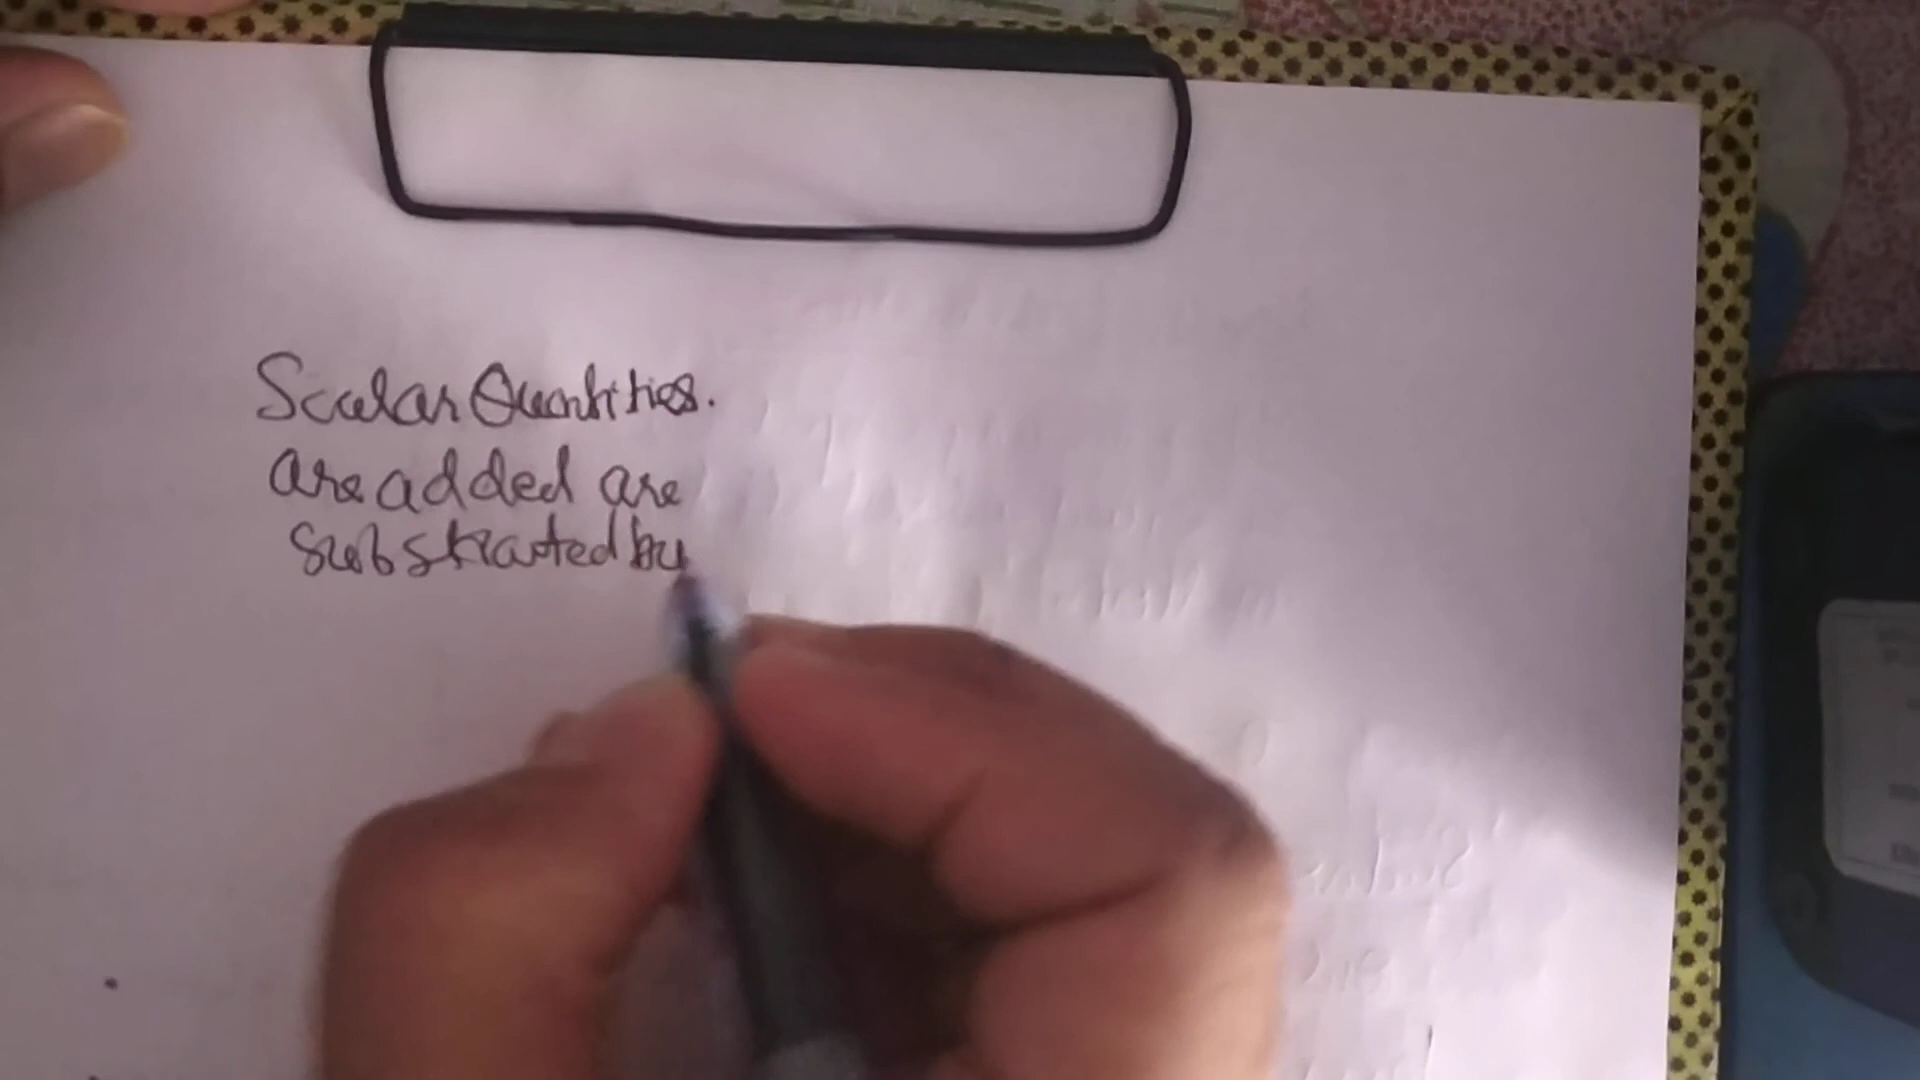 Scalar Quantities.
are added are
substracted by